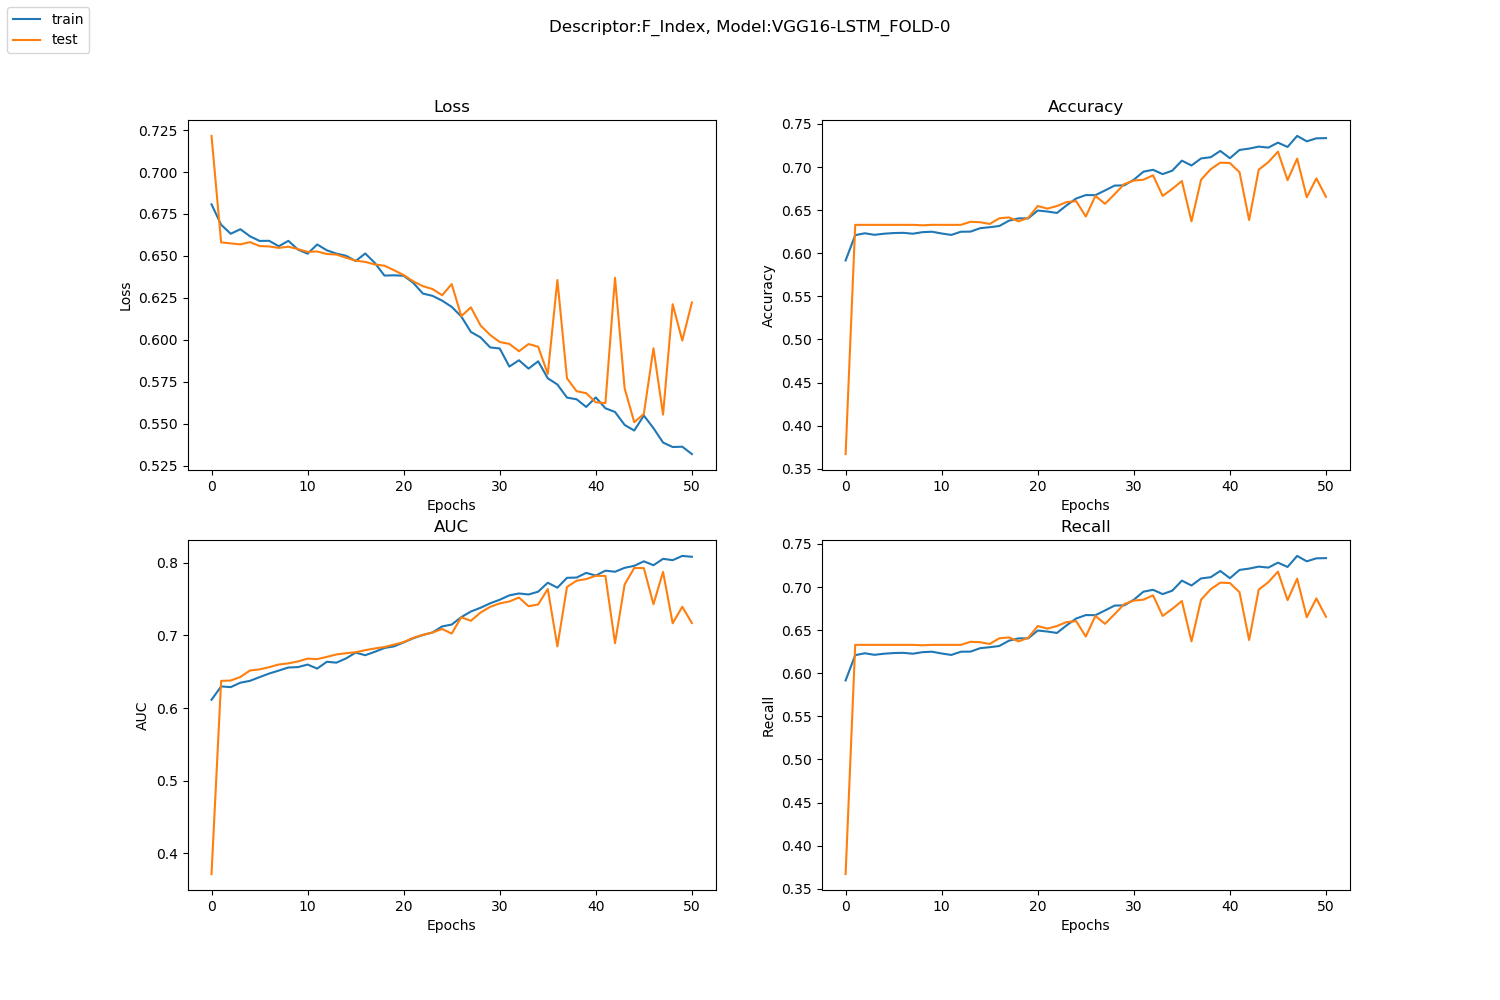 train
test
Descriptor:F_Index, Model:VGG16-LSTM_FOLD-0
Loss
0.725
0.700
0.675
0.650
0.625
0.600
0.575
0.550
0.525
Loss
0 10 20 30 40 50
Epochs
Accuracy
0.75
0.70
0.65
0.60
0.55
0.50
0.45
0.40
0.35
Accuracy
0 10 20 30 40 50
Epochs
AUC
0.8
0.7
0.6
0.5
0.4
AUC
0 10 20 30 40 50
Epochs
Recall
0.75
0.70
0.65
0.60
0.55
0.50
0.45
0.40
0.35
Recall
0 10 20 30 40 50
Epochs